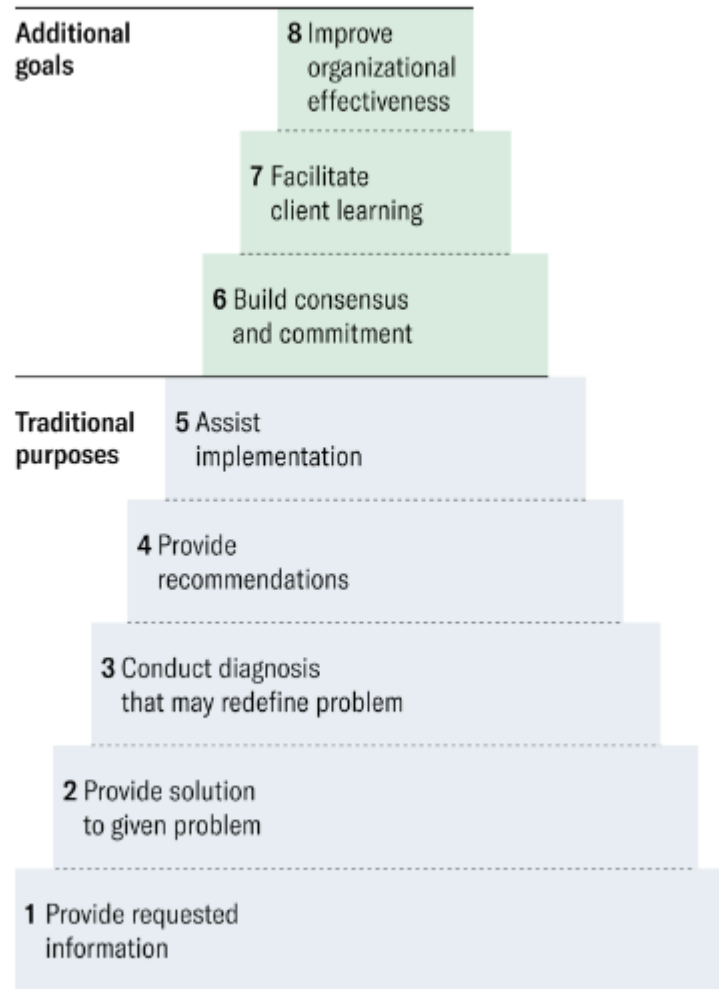 Additional
goals
8 Improve
organizational
effectiveness
7 Facilitate
client learning
6 Build consensus
and commitment
Traditional
purposes
5 Assist
implementation
4 Provide
recommendations
3 Conduct diagnosis
that may redefine problem
2 Provide solution
to given problem
1 Provide requested
information